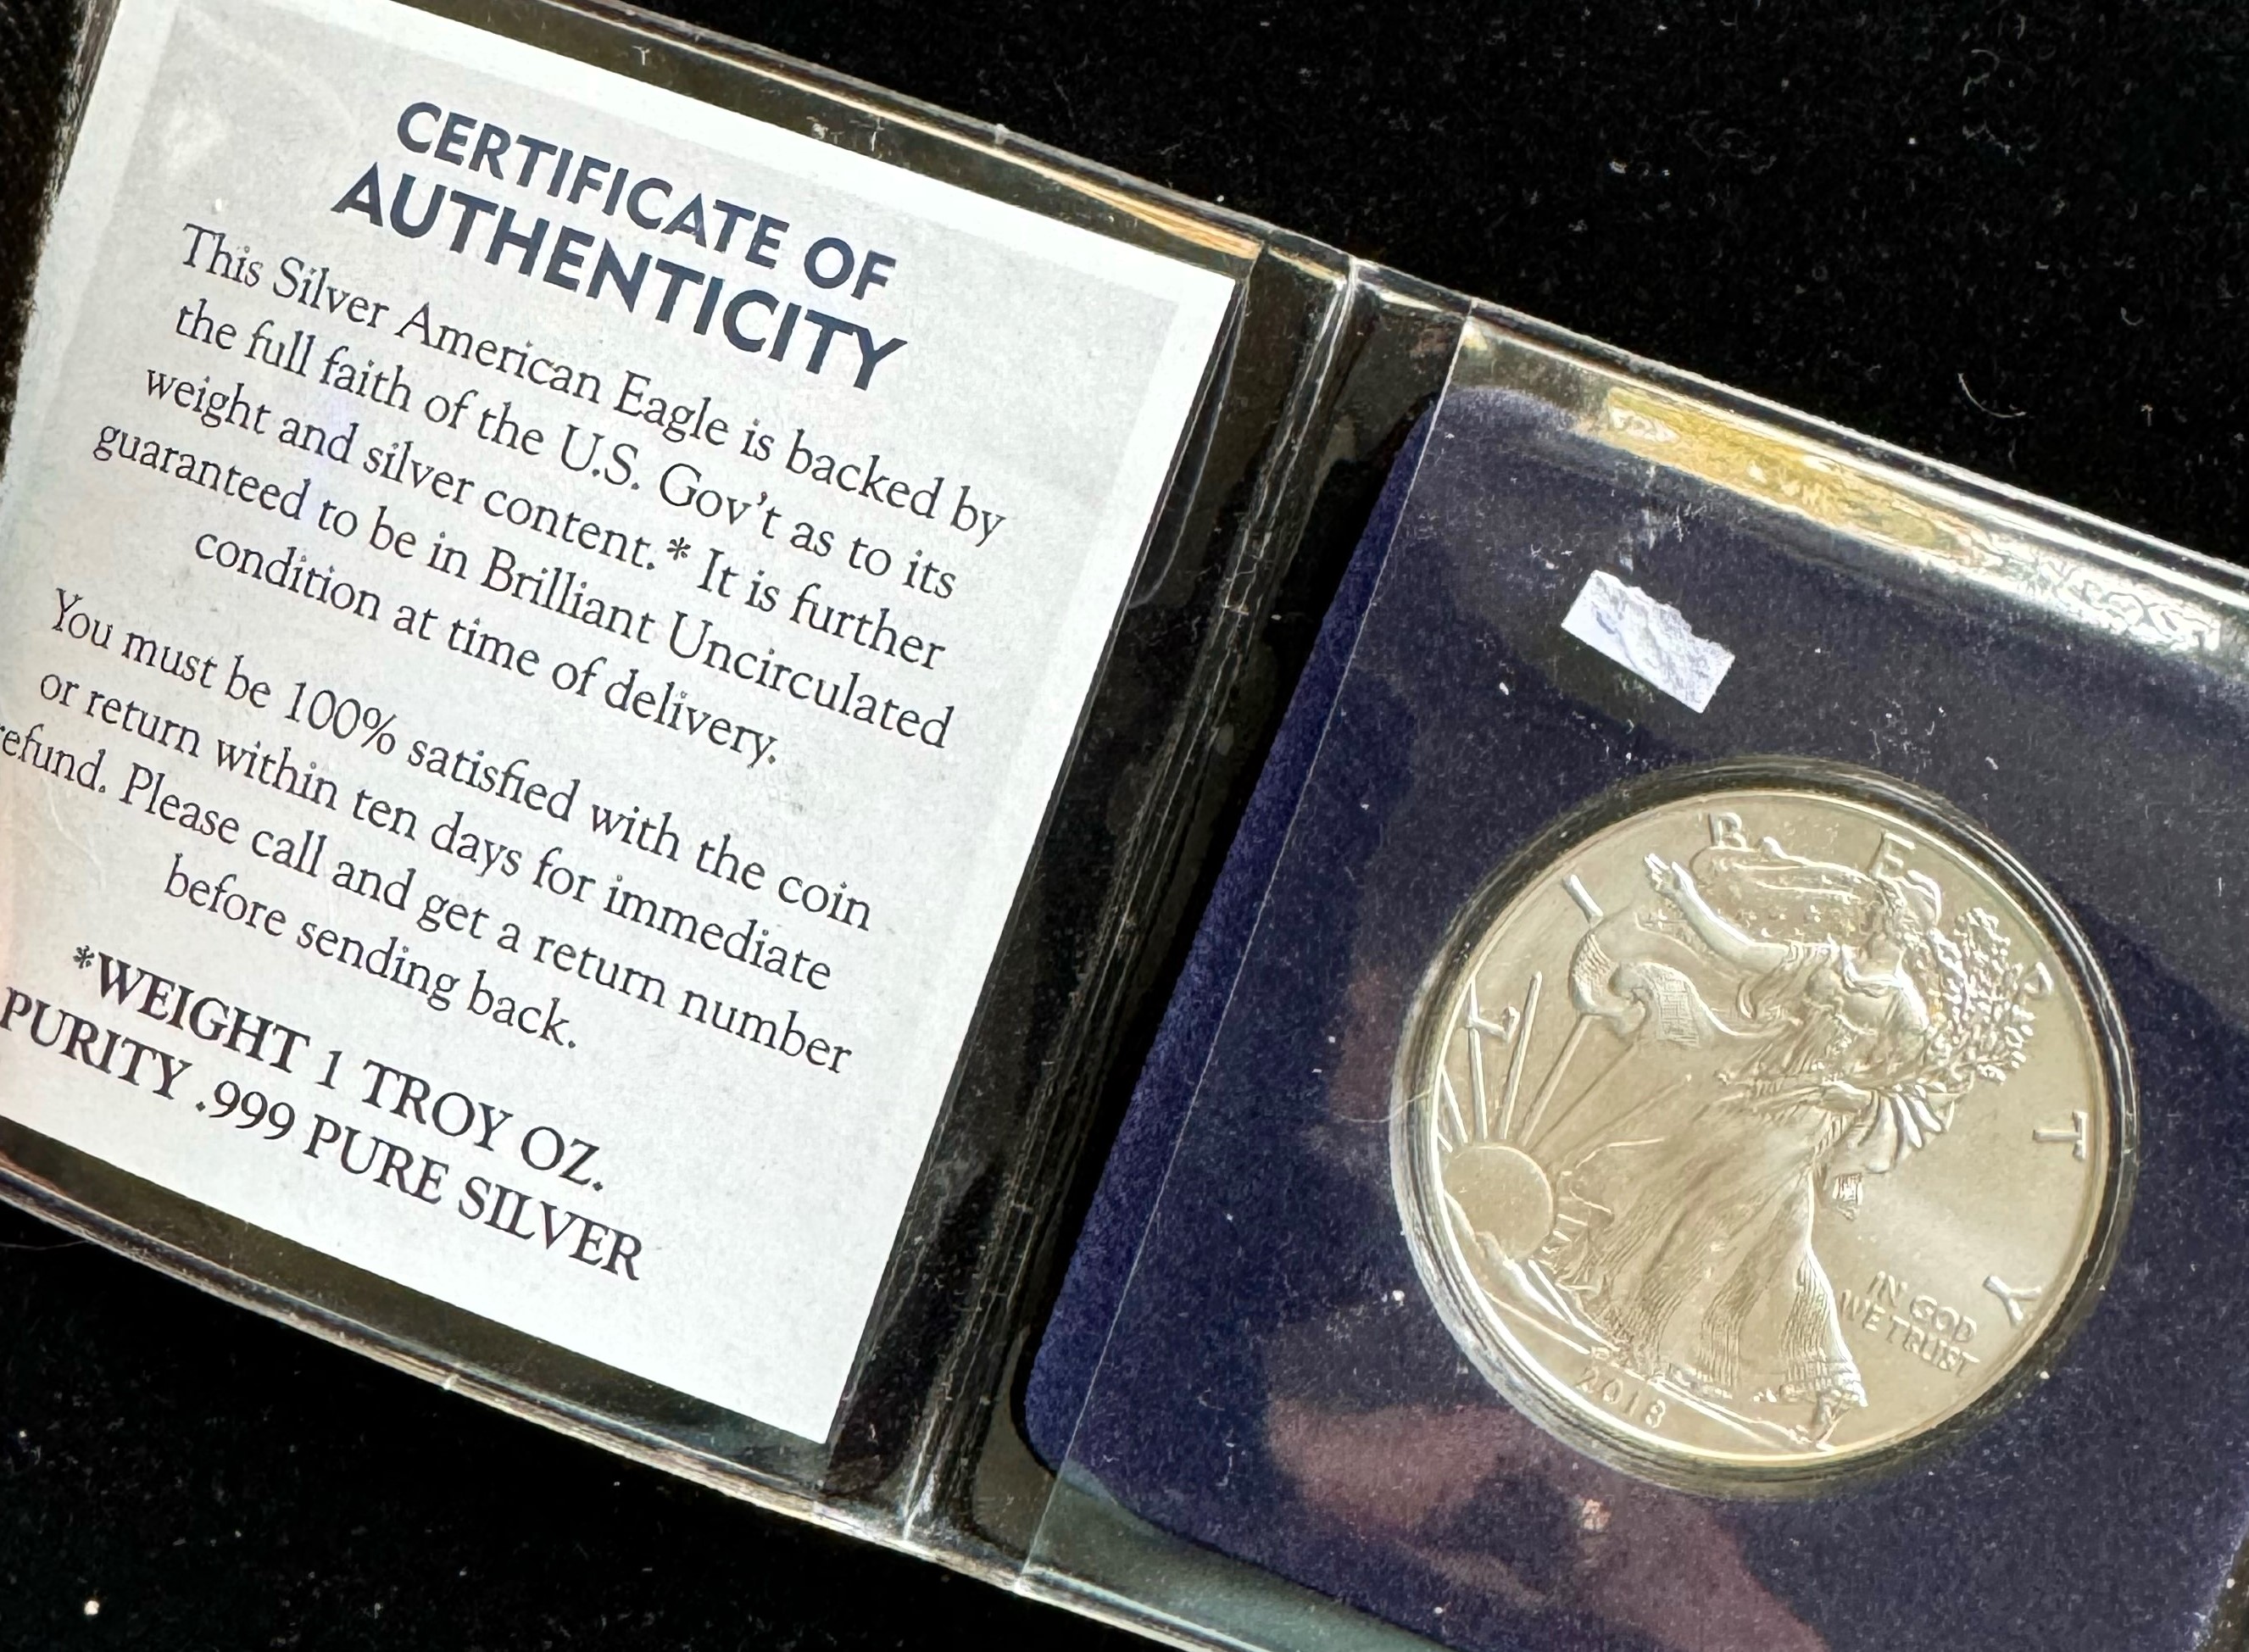 CERTIFICATE OF
AUTHENTICITY
This Silver American Eagle is backed by
the full faith of the U.S. Gov't as to its
weight and silver content.* It is further
guaranteed to be in Brilliant Uncirculated
condition at time of delivery.
You must be 100% satisfied with the coin
or return within ten days for immediate
refund. Please call and get a return number
before sending back.
*WEIGHT 1 TROY OZ.
PURITY .999 PURE SILVER
LIBERTY
IN GOD
WE TRUST
2018